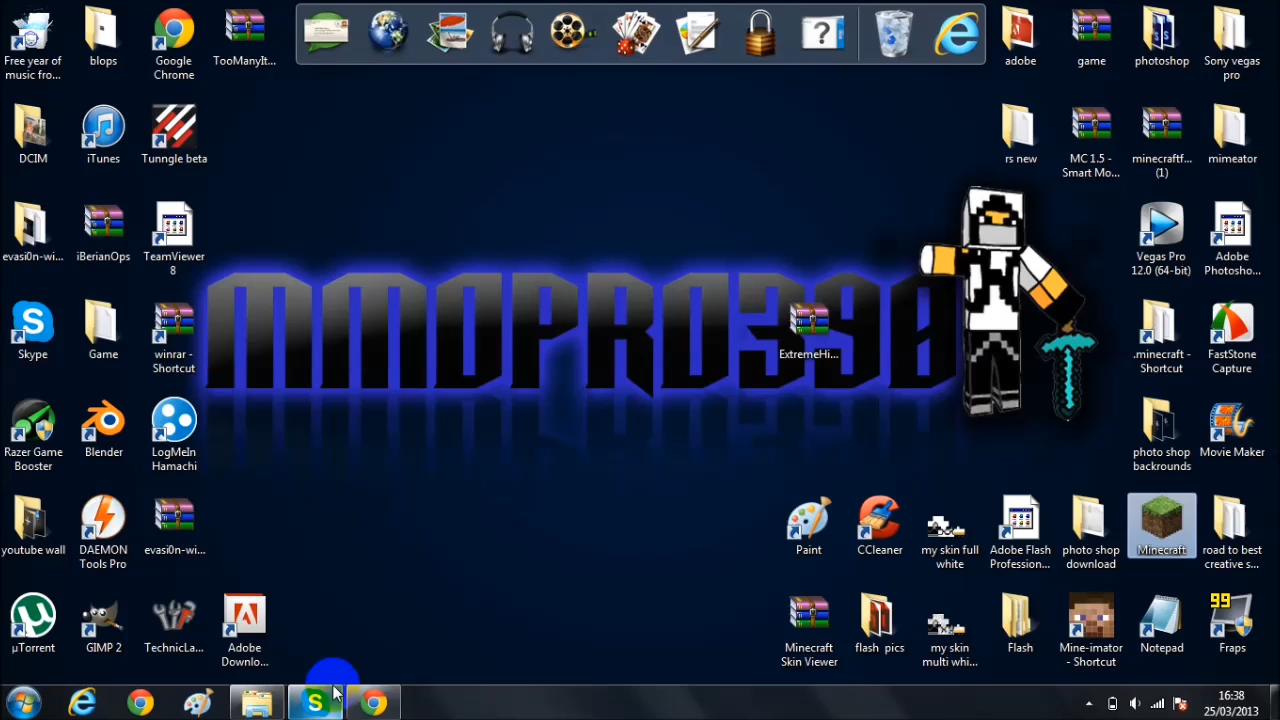 Free year of
music fro...
blops
Google
Chrome
TooManyIt...
adobe
game
photoshop
Sony vegas
pro
DCIM
iTunes
Tunngle beta
rs new
MC 1.5 -
Smart Mo...
minecraftf...
(1)
mimeator
evasi0n-wi...
iBerianOps
TeamViewer
8
Vegas Pro
12.0 (64-bit)
Adobe
Photosho...
MMOPRO390
Skype
Game
winrar -
Shortcut
ExtremeHi...
.minecraft -
Shortcut
FastStone
Capture
Razer Game
Booster
Blender
LogMeIn
Hamachi
photo shop
backrounds
Movie Maker
youtube wall
DAEMON
Tools Pro
evasi0n-wi...
Paint
CCleaner
my skin full
white
Adobe Flash
Profession...
photo shop
download
Minecraft
road to best
creative s...
µTorrent
GIMP 2
TechnicLa...
Adobe
Downlo...
Minecraft
Skin Viewer
flash pics
my skin
multi whi...
Flash
Mine-imator
- Shortcut
Notepad
99
Fraps
16:38
25/03/2013